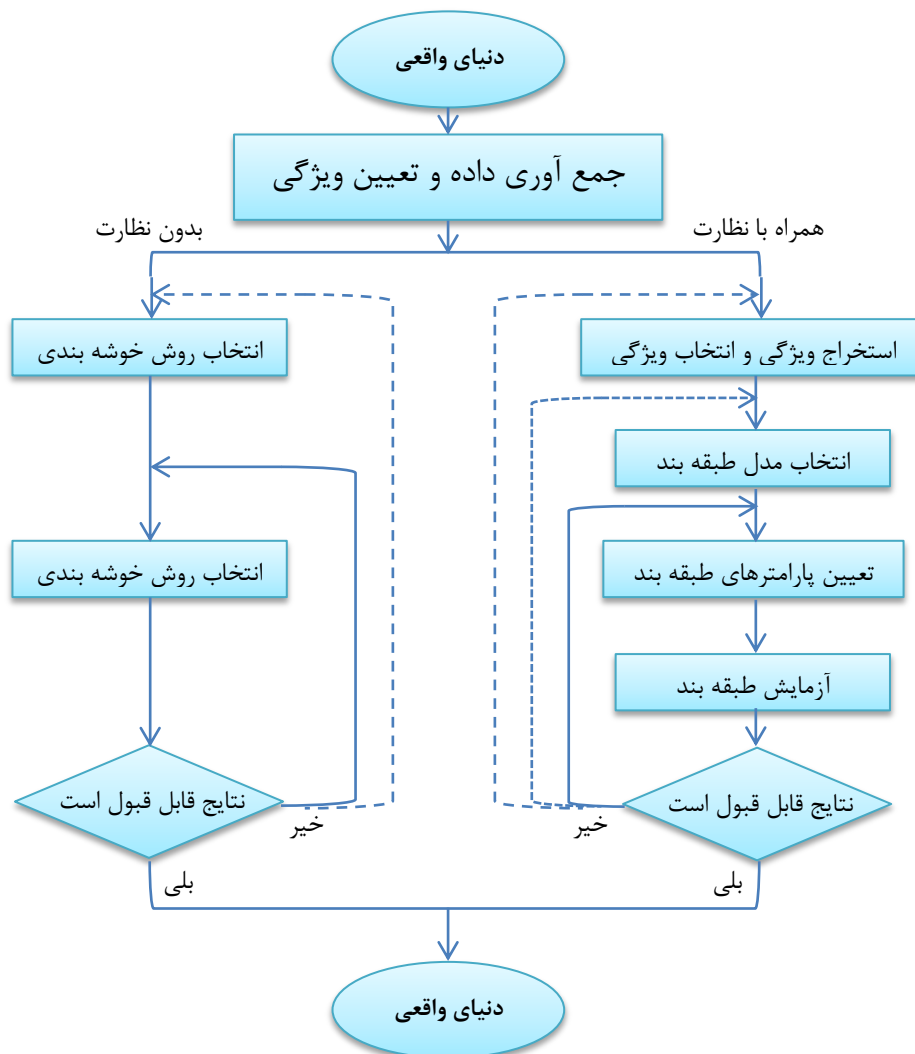 دنیای واقعی
جمع آوری داده و تعیین ویژگی
همراه با نظارت
بدون نظارت
استخراج ویژگی و انتخاب ویژگی
انتخاب مدل طبقه بند
تعیین پارامترهای طبقه بند
آزمایش طبقه بند
نتایج قابل قبول است
خیر
بلی
انتخاب روش خوشه بندی
انتخاب روش خوشه بندی
نتایج قابل قبول است
خیر
بلی
دنیای واقعی